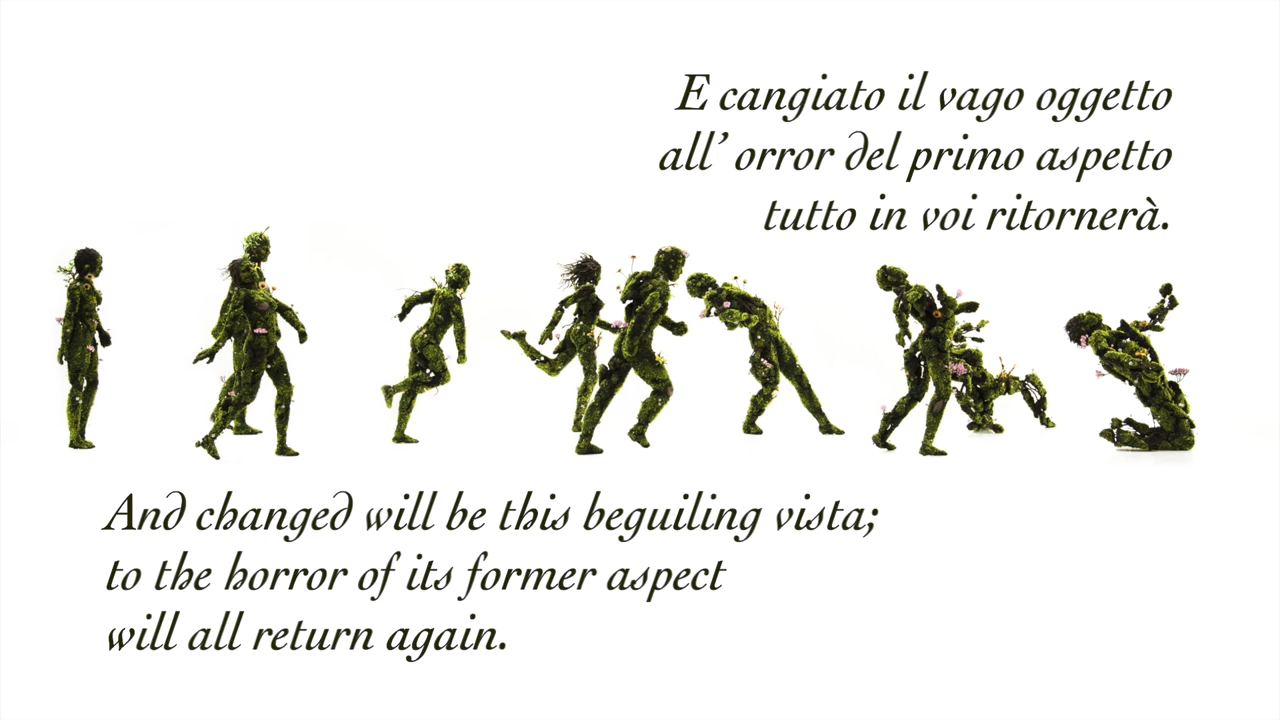 E cangiato il vago oggetto
all’ orror del primo aspetto
tutto in voi ritornerà.
And changed will be this beguiling vista;
to the horror of its former aspect
will all return again.